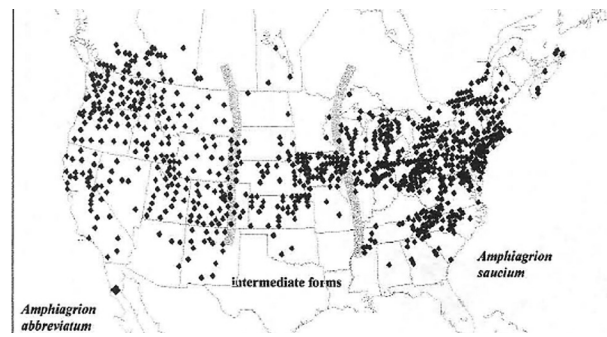 Amphiagrion
saucium
intermediate forms
Amphiagrion
abbreviatum